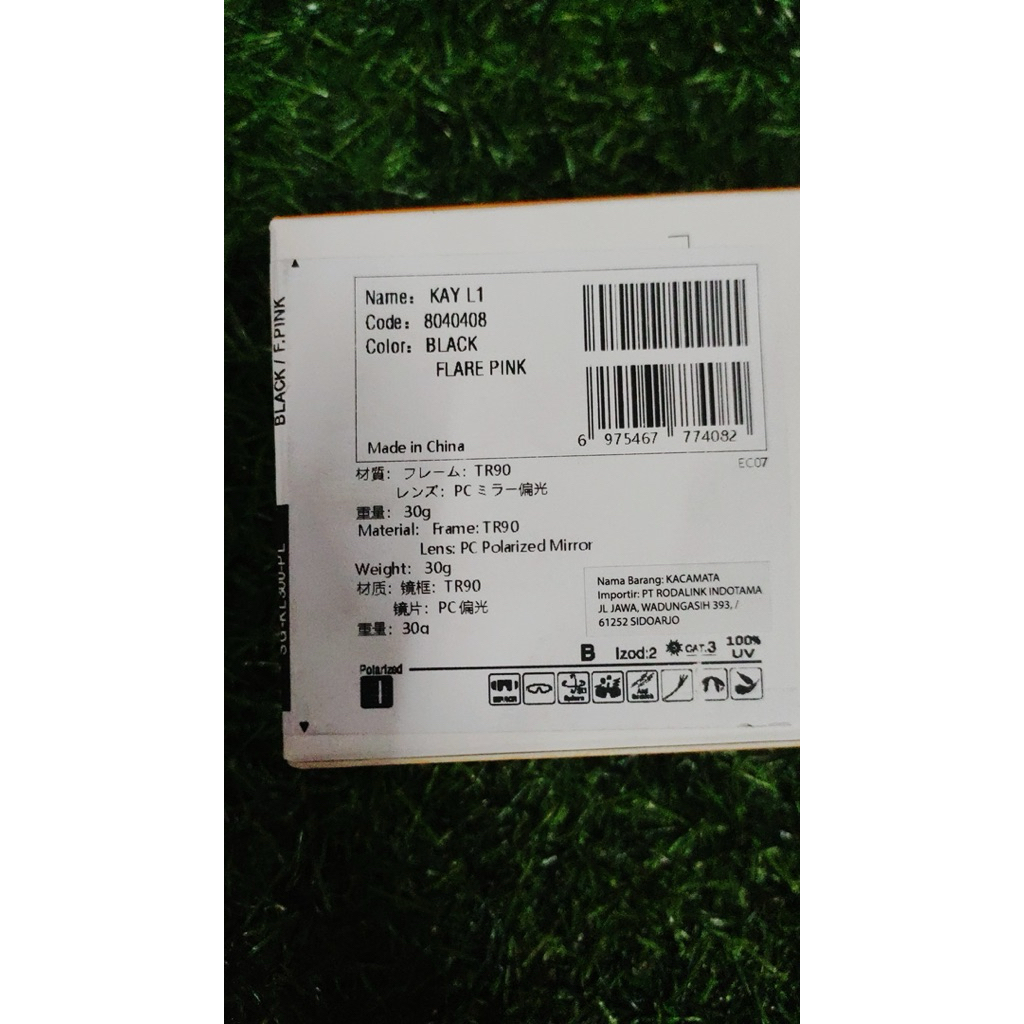 BLACK / F.PINK
Name: KAY L1
Code: 8040408
Color: BLACK
FLARE PINK
6 975467 774082
Made in China
EC07
材質: フレーム: TR90
レンズ: PCミラー偏光
重量: 30g
Material: Frame: TR90
Lens: PC Polarized Mirror
Weight: 30g
材质: 镜框: TR90
镜片: PC偏光
重量: 30g
Nama Barang: KACAMATA
Importir: PT RODALINK INDOTAMA
JL JAWA, WADUNGASIH 393, /
61252 SIDOARJO
B Izod:2 CAT.3 100% UV
Polarized